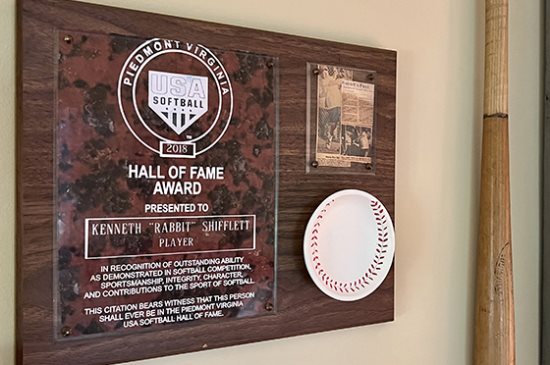 PIEDMONT VIRGINIA
USA
SOFTBALL
2018
HALL OF FAME
AWARD
PRESENTED TO
KENNETH "RABBIT" SHIFFLETT
PLAYER
IN RECOGNITION OF OUTSTANDING ABILITY
AS DEMONSTRATED IN SOFTBALL COMPETITION,
SPORTSMANSHIP, INTEGRITY, CHARACTER,
AND CONTRIBUTIONS TO THE SPORT OF SOFTBALL
THIS CITATION BEARS WITNESS THAT THIS PERSON
SHALL EVER BE IN THE PIEDMONT VIRGINIA
USA SOFTBALL HALL OF FAME.